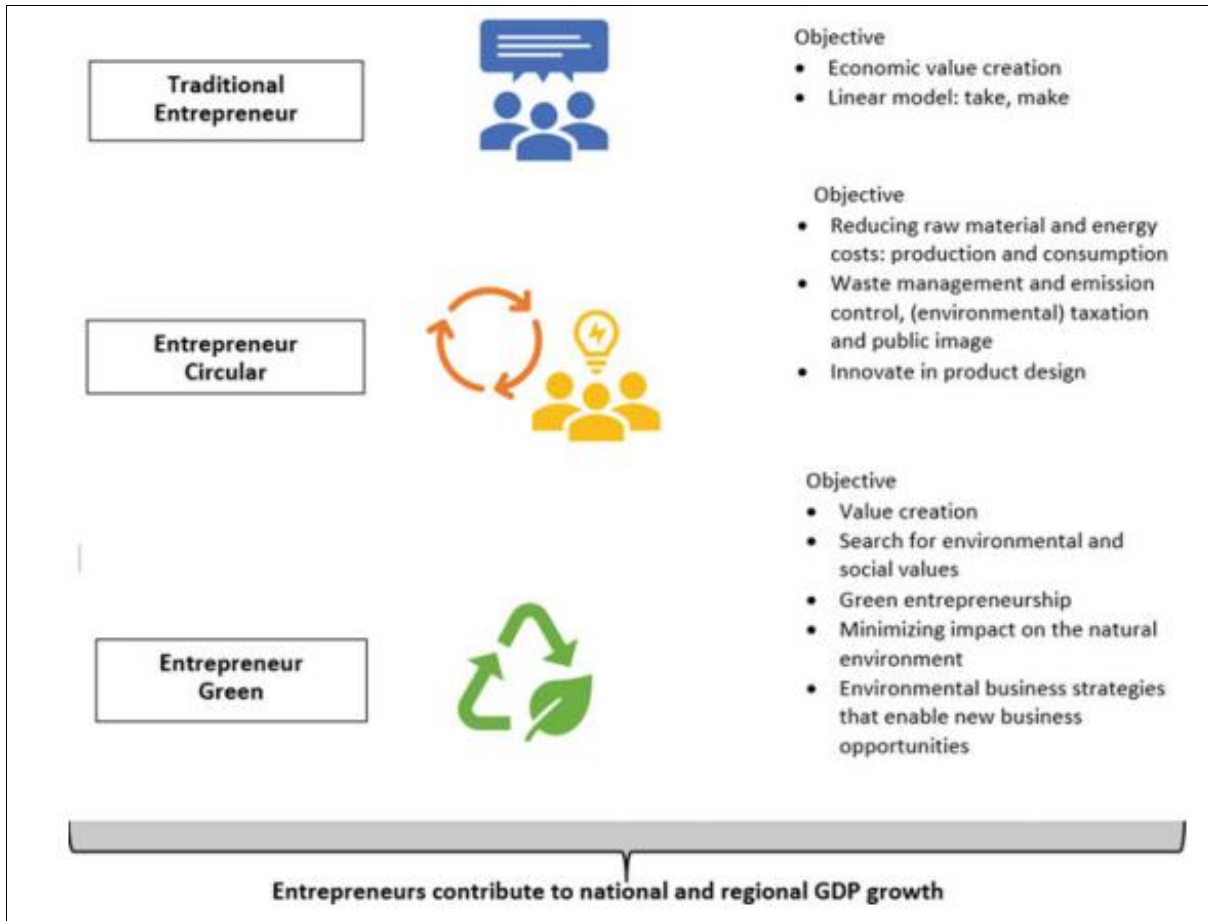 Traditional
Entrepreneur
Objective
• Economic value creation
• Linear model: take, make
Entrepreneur
Circular
Objective
• Reducing raw material and energy
costs: production and consumption
• Waste management and emission
control, (environmental) taxation
and public image
• Innovate in product design
Entrepreneur
Green
Objective
• Value creation
• Search for environmental and
social values
• Green entrepreneurship
• Minimizing impact on the natural
environment
• Environmental business strategies
that enable new business
opportunities
Entrepreneurs contribute to national and regional GDP growth